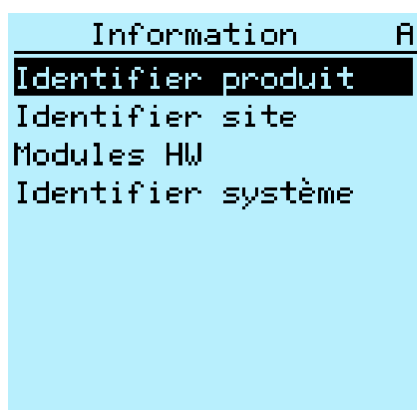 Information A
Identifier produit
Identifier site
Modules HW
Identifier système